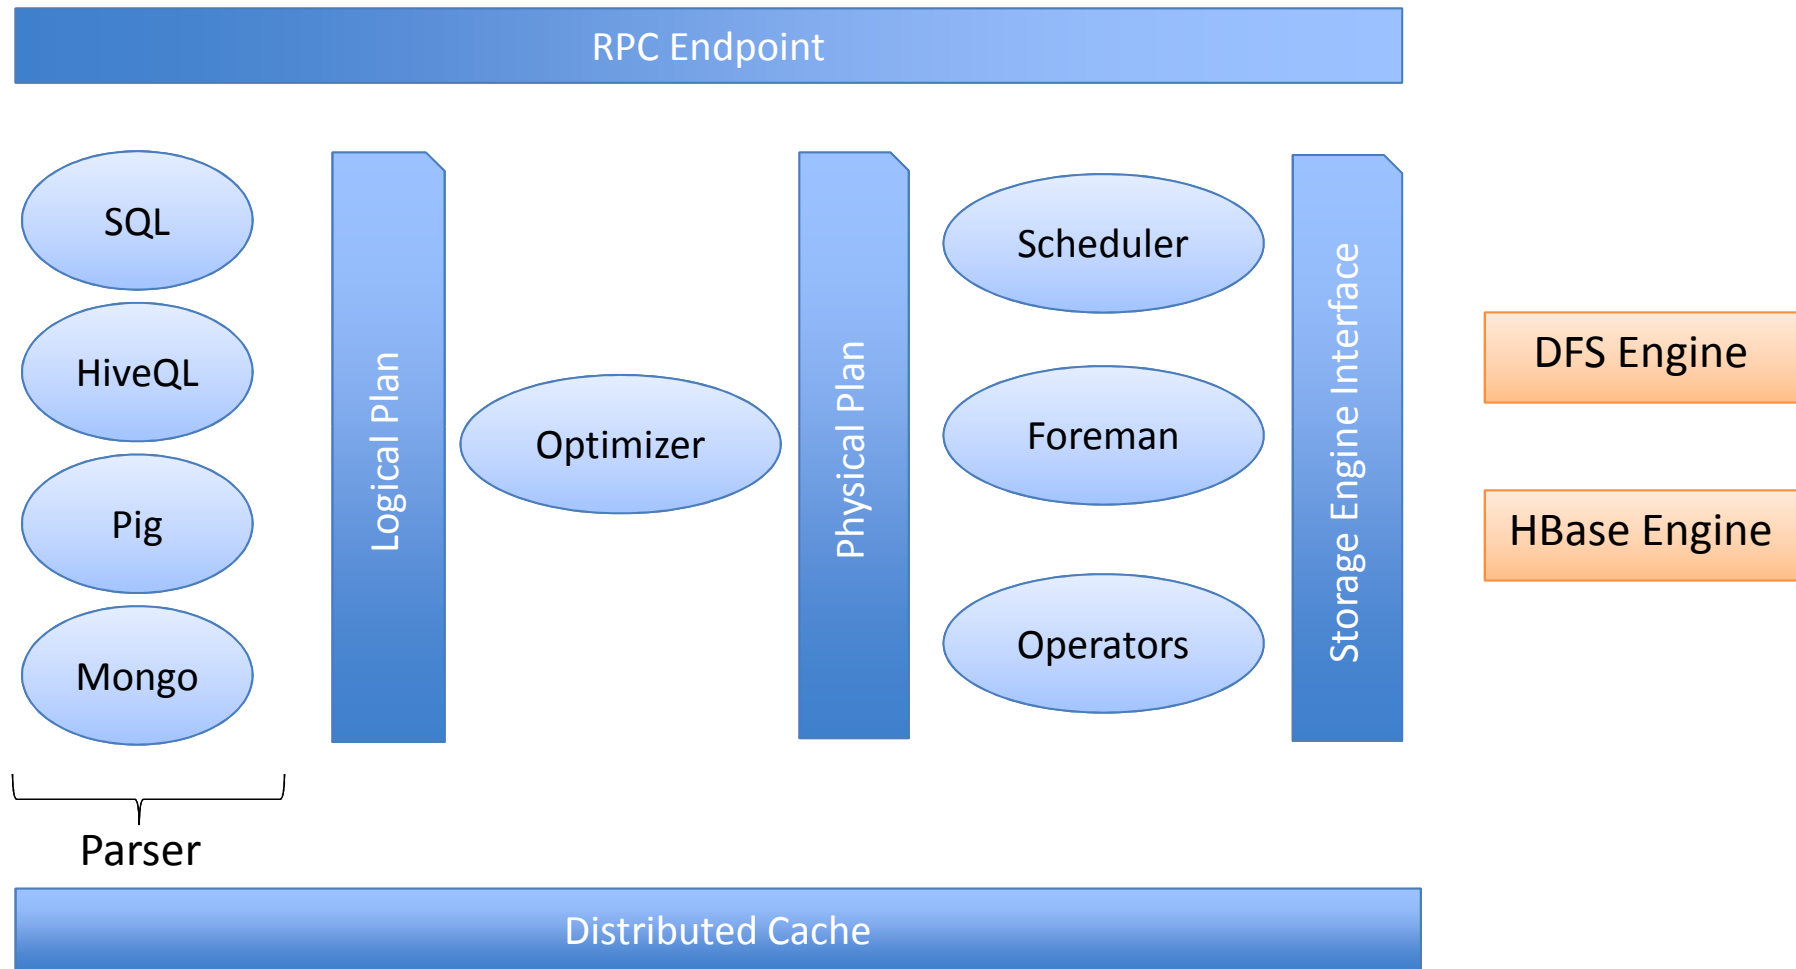 RPC Endpoint
SQL
HiveQL
Pig
Mongo
Parser
Logical Plan
Optimizer
Physical Plan
Scheduler
Foreman
Operators
Storage Engine Interface
DFS Engine
HBase Engine
Distributed Cache